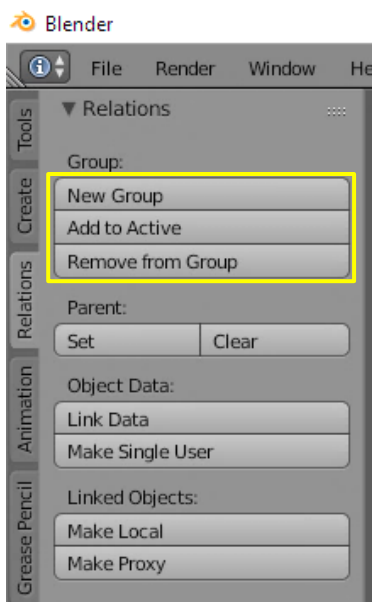 Blender
File Render Window He
Tools
Create
Relations
Animation
Grease Pencil
Relations
Group:
New Group
Add to Active
Remove from Group
Parent:
Set Clear
Object Data:
Link Data
Make Single User
Linked Objects:
Make Local
Make Proxy